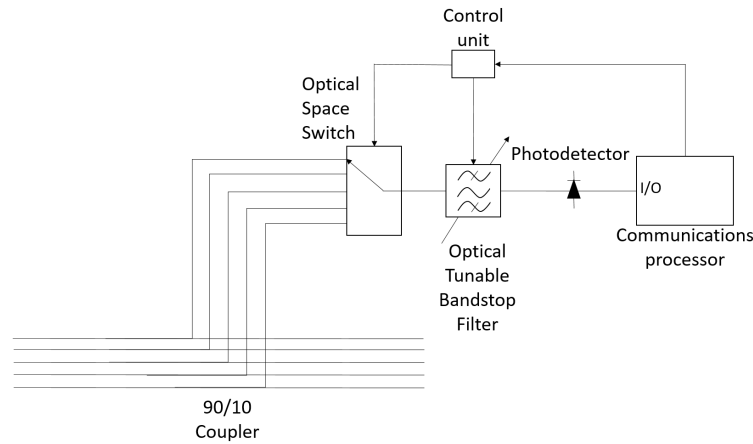 Control
unit
Optical
Space
Switch
Photodetector
I/O
Communications
processor
Optical
Tunable
Bandstop
Filter
90/10
Coupler